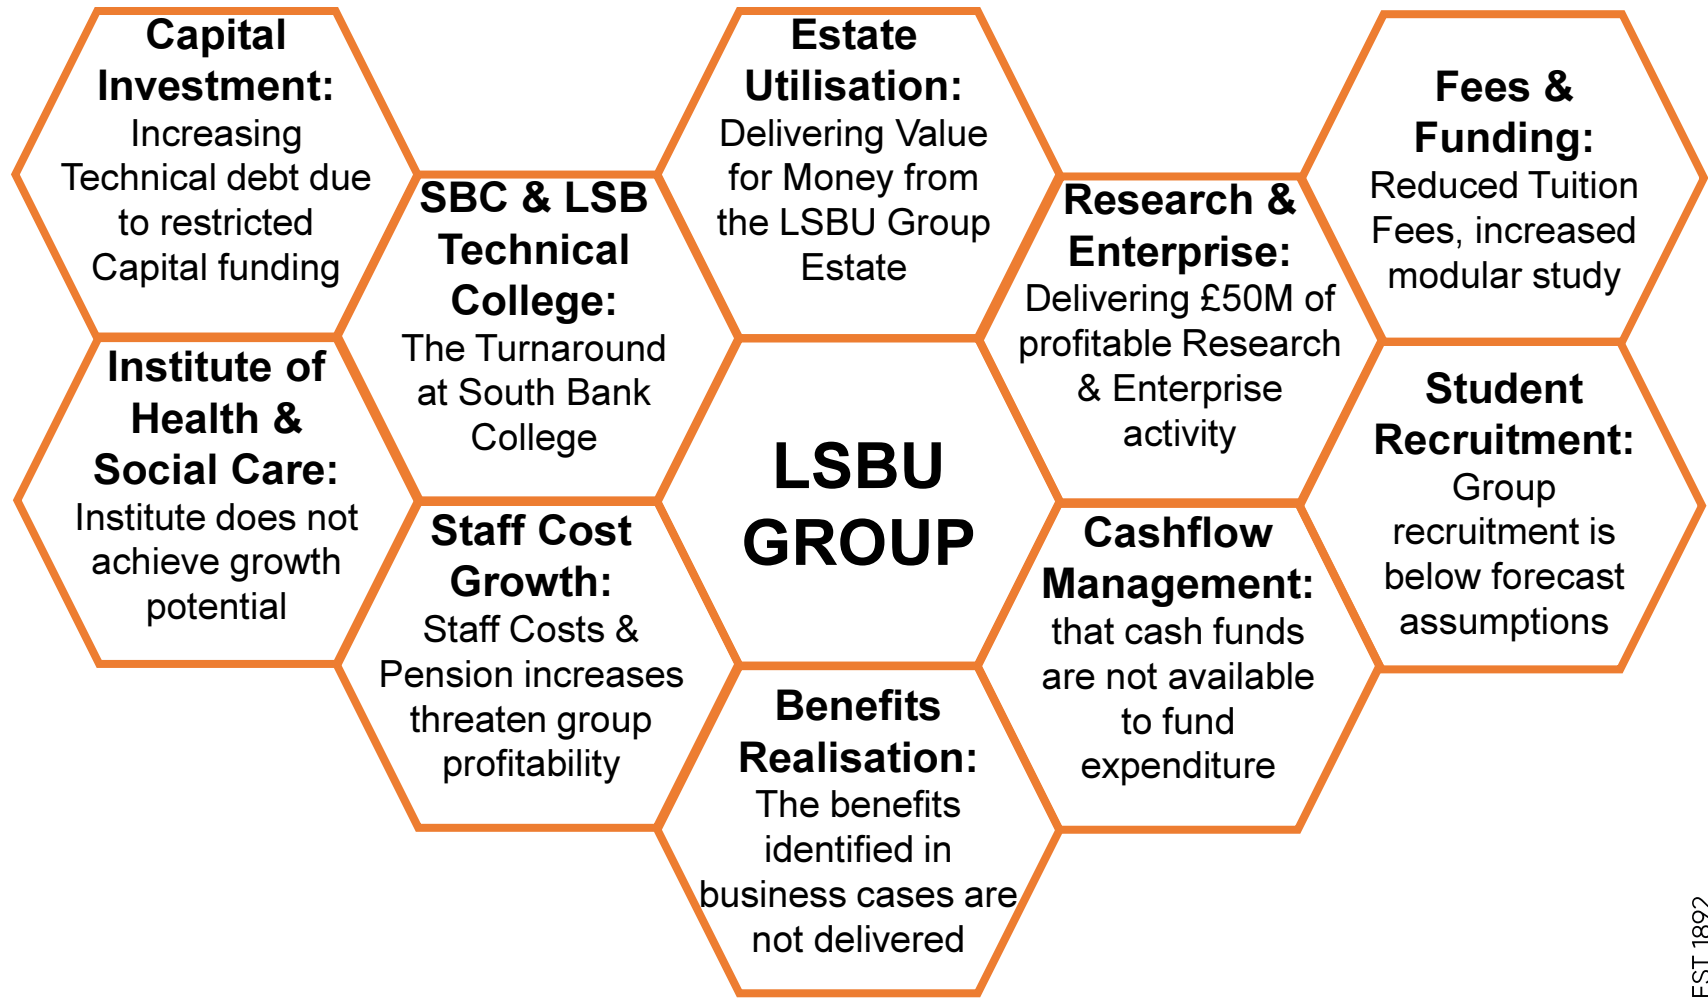 Capital
Investment:
Increasing
Technical debt due
to restricted
Capital funding
Estate
Utilisation:
Delivering Value
for Money from
the LSBU Group
Estate
Fees &
Funding:
Reduced Tuition
Fees, increased
modular study
SBC & LSB
Technical
College:
The Turnaround
at South Bank
College
Research &
Enterprise:
Delivering £50M of
profitable Research
& Enterprise
activity
Institute of
Health &
Social Care:
Institute does not
achieve growth
potential
LSBU
GROUP
Student
Recruitment:
Group
recruitment is
below forecast
assumptions
Staff Cost
Growth:
Staff Costs &
Pension increases
threaten group
profitability
Cashflow
Management:
that cash funds
are not available
to fund
expenditure
Benefits
Realisation:
The benefits
identified in
business cases are
not delivered
EST 1892